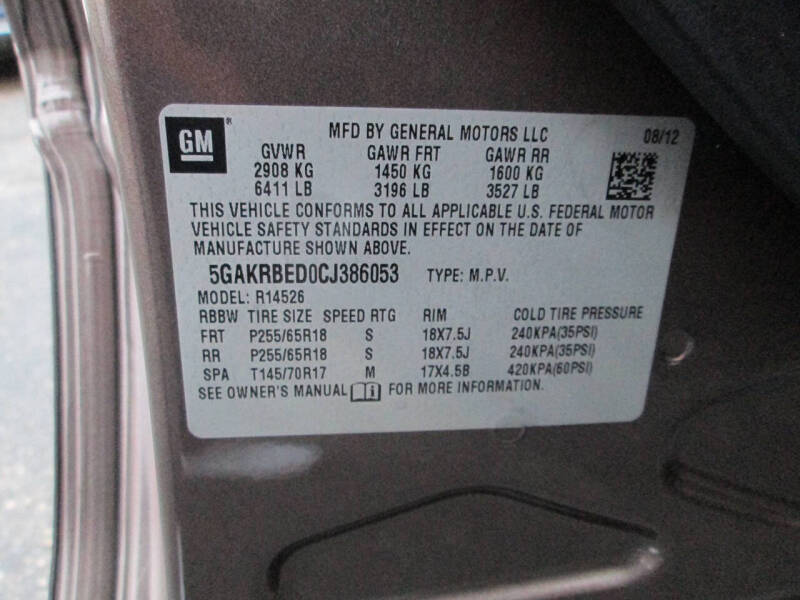 GM ® MFD BY GENERAL MOTORS LLC 08/12
GVWR GAWR FRT GAWR RR
2908 KG 1450 KG 1600 KG
6411 LB 3196 LB 3527 LB
THIS VEHICLE CONFORMS TO ALL APPLICABLE U.S. FEDERAL MOTOR
VEHICLE SAFETY STANDARDS IN EFFECT ON THE DATE OF
MANUFACTURE SHOWN ABOVE.
5GAKRBED0CJ386053 TYPE: M.P.V.
MODEL: R14526
RBBW TIRE SIZE SPEED RTG RIM COLD TIRE PRESSURE
FRT P255/65R18 S 18X7.5J 240KPA(35PSI)
RR P255/65R18 S 18X7.5J 240KPA(35PSI)
SPA T145/70R17 M 17X4.5B 420KPA(60PSI)
SEE OWNER'S MANUAL i FOR MORE INFORMATION.